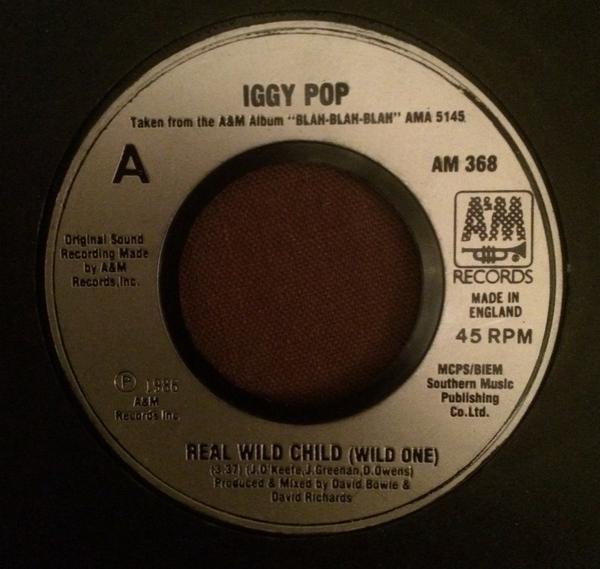 IGGY POP
Taken from the A&M Album "BLAH-BLAH-BLAH" AMA 5145
A
AM 368
A&M
RECORDS
Original Sound
Recording Made
by A&M
Records,Inc.
MADE IN
ENGLAND
45 RPM
MCPS/BIEM
Southern Music
Publishing
Co.Ltd.
Ⓟ 1986
A&M
Records Inc.
REAL WILD CHILD (WILD ONE)
(3.37) (J.O'Keefe,J.Greenan,D.Owens)
Produced & Mixed by David Bowie &
David Richards